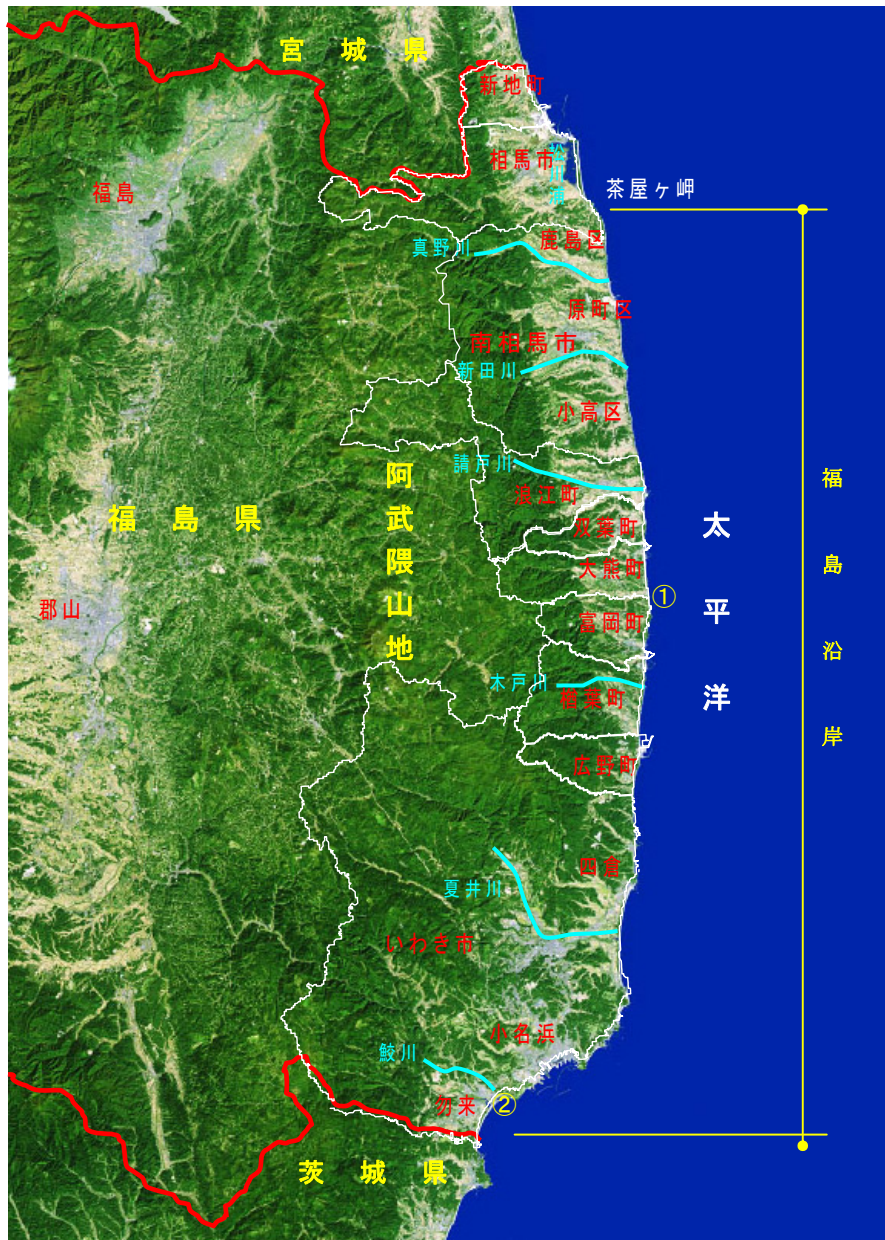 宮城県
新地町
相馬市
松川浦
福島
茶屋ヶ岬
鹿島区
真野川
原町区
南相馬市
新田川
小高区
請戸川
浪江町
阿武隈山地
福島県
双葉町
太平洋
福島沿岸
大熊町
①
郡山
富岡町
木戸川
楢葉町
広野町
四倉
夏井川
いわき市
小名浜
鮫川
勿来
②
茨城県